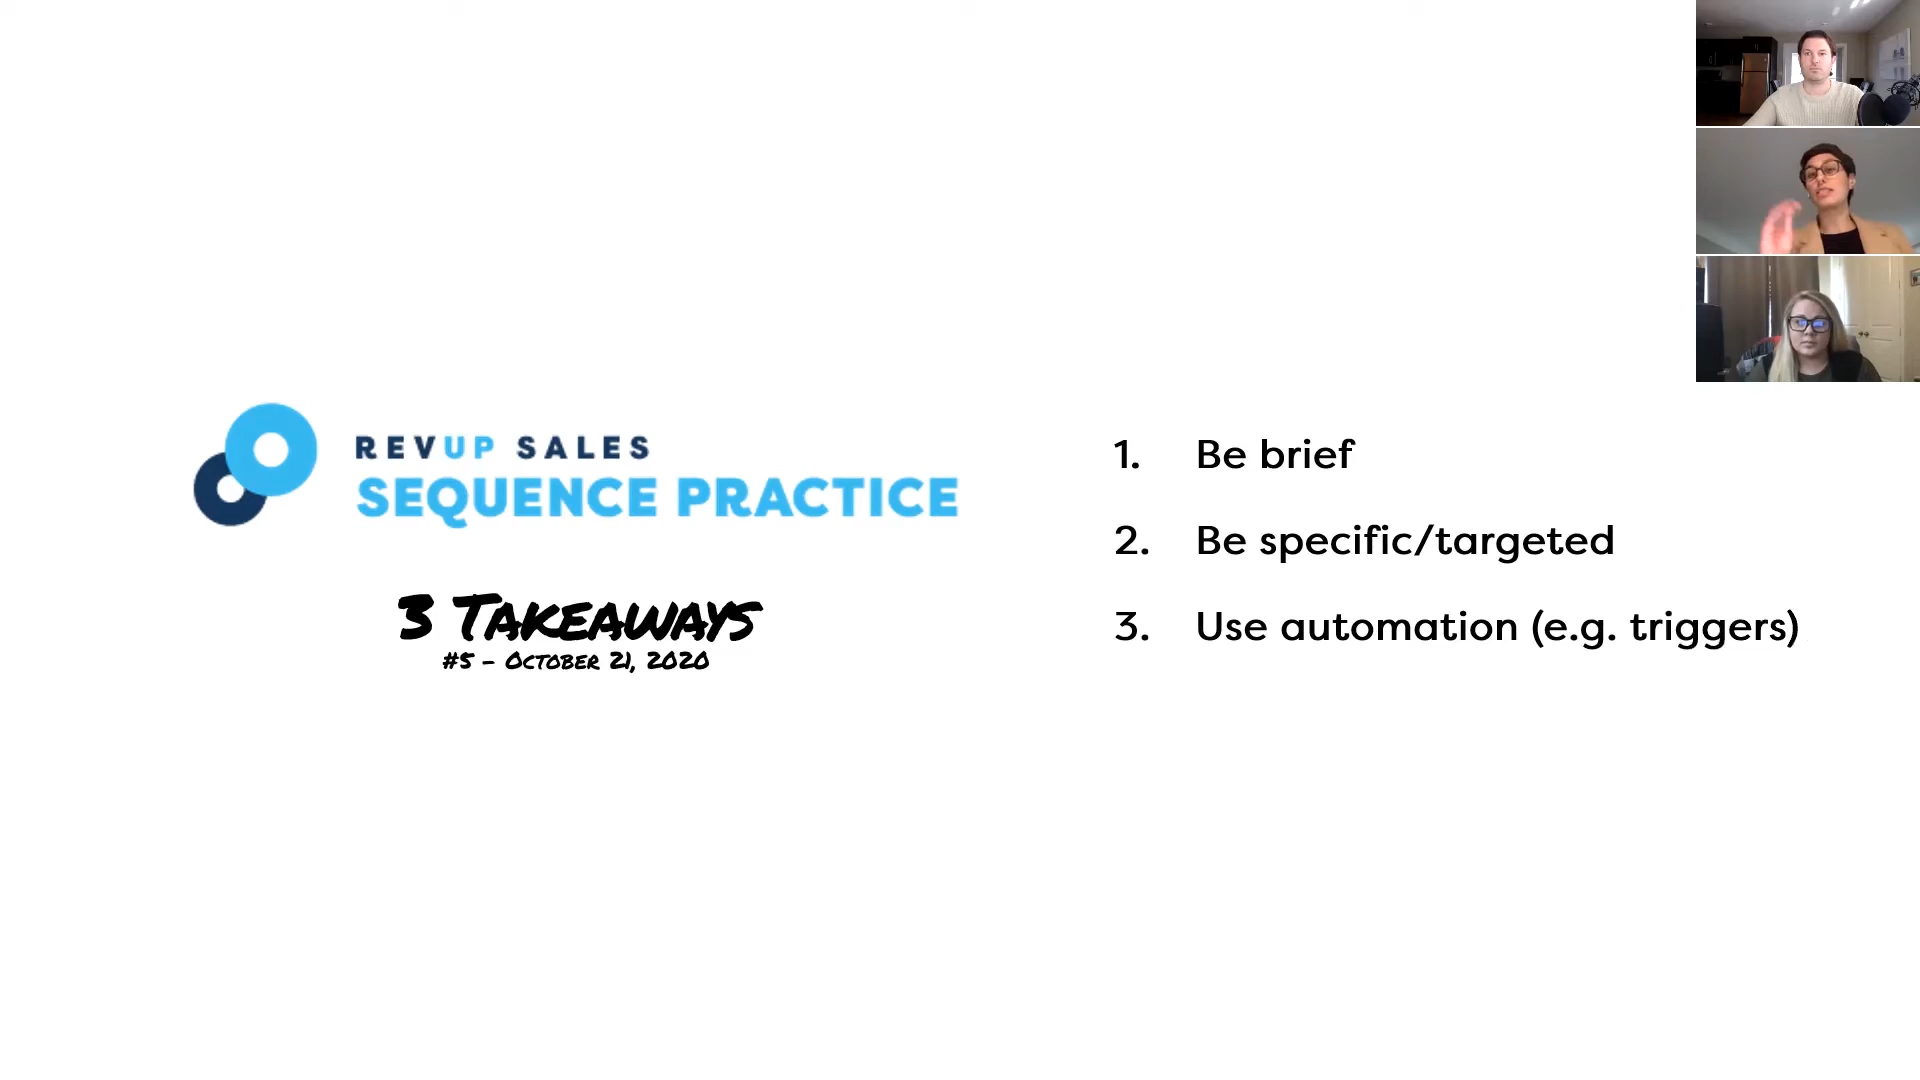 REVUP SALES
SEQUENCE PRACTICE
3 TAKEAWAYS
#5 – OCTOBER 21, 2020
1. Be brief
2. Be specific/targeted
3. Use automation (e.g. triggers)